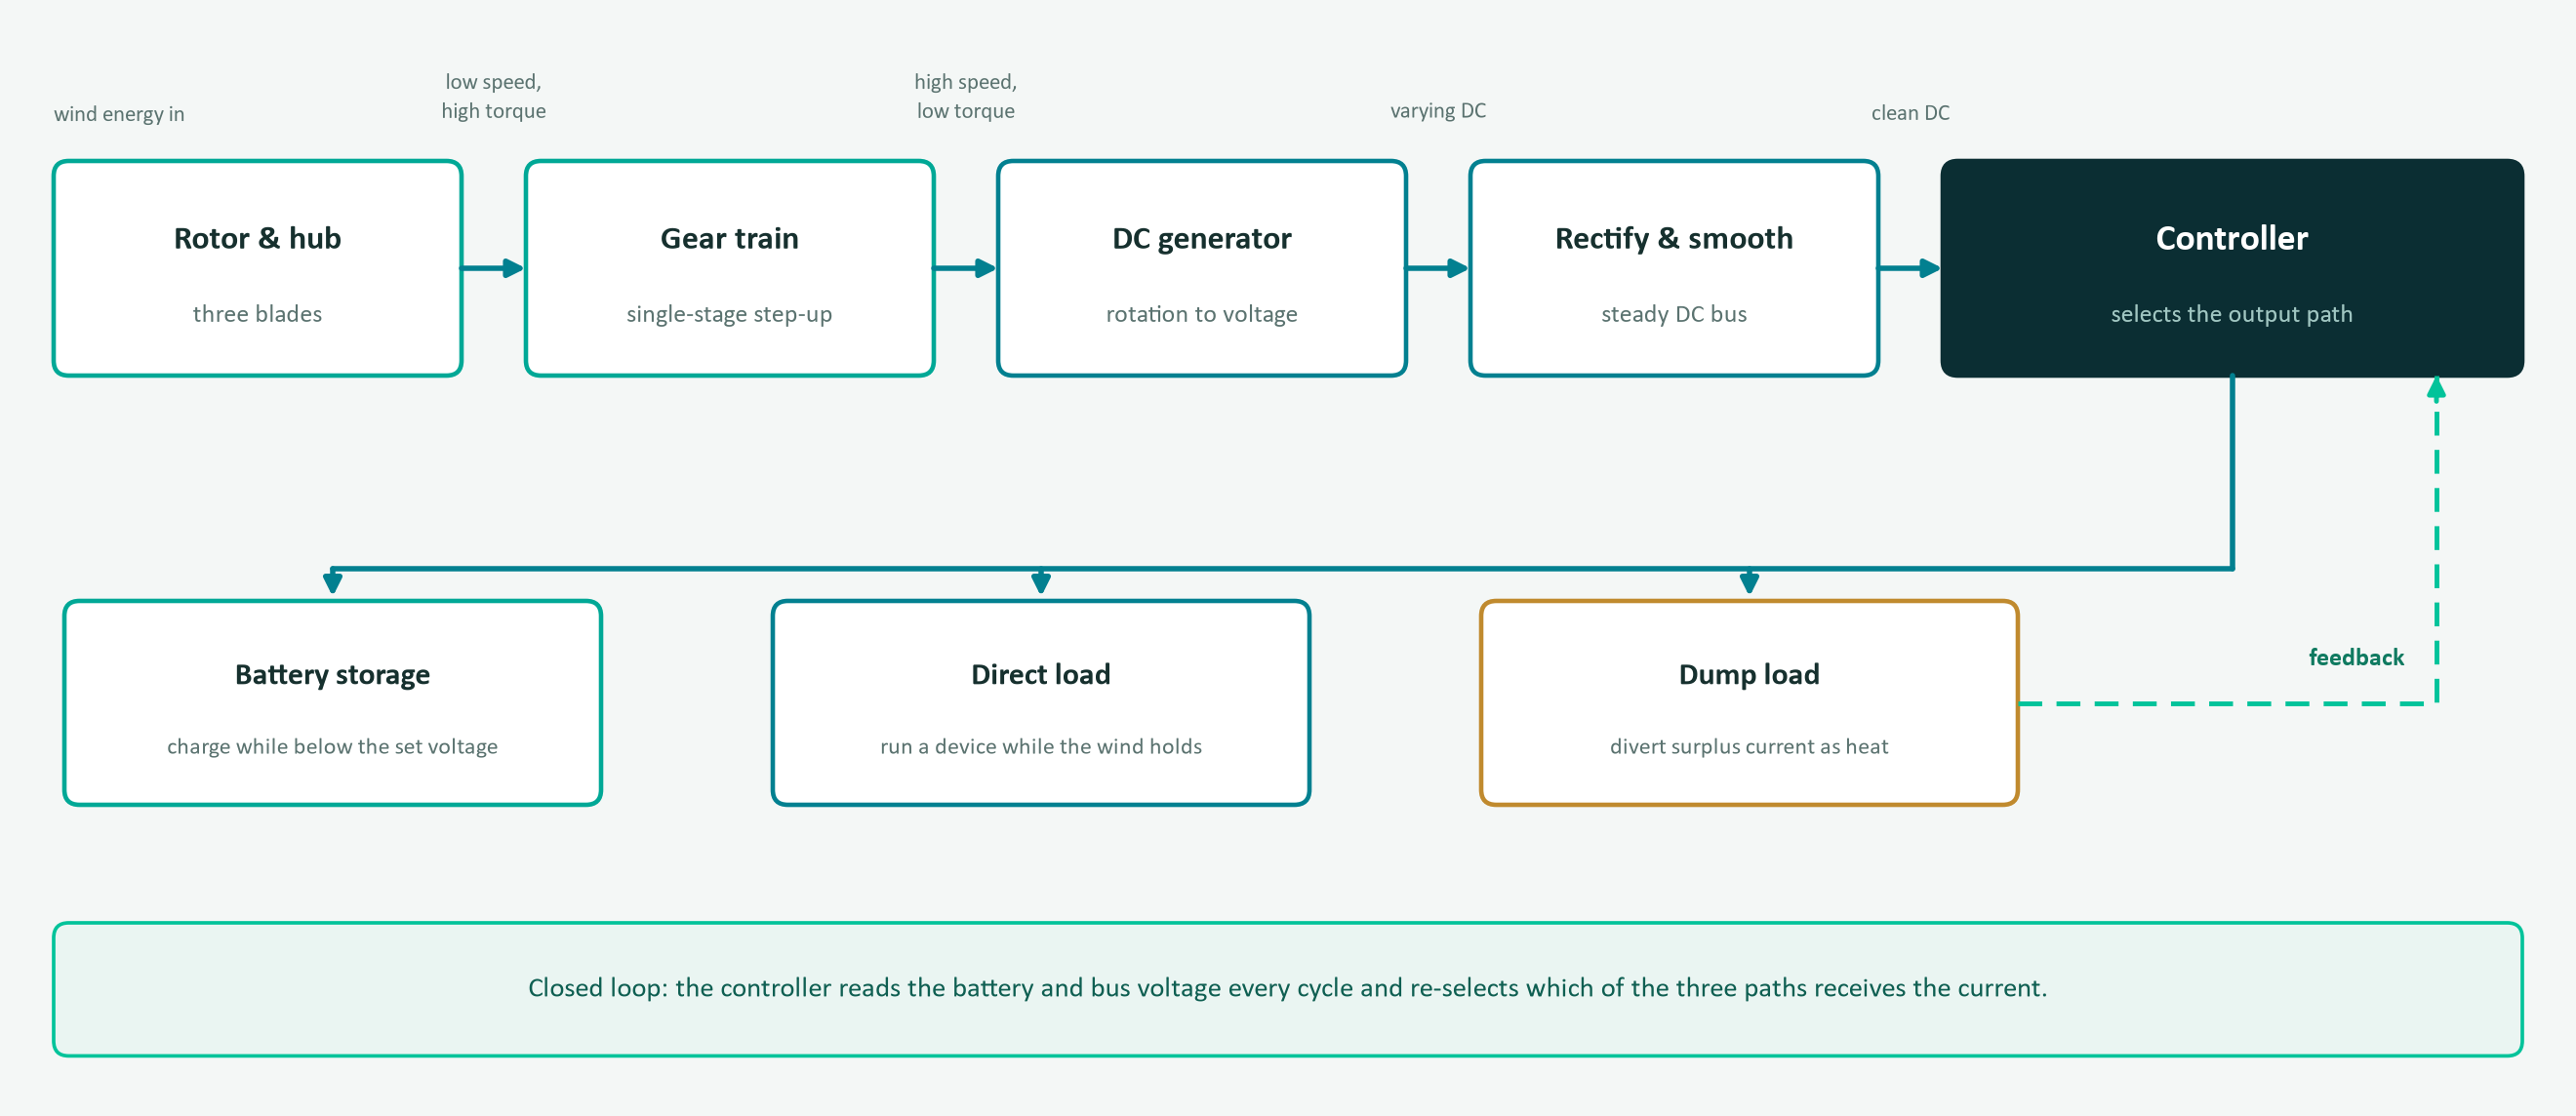 wind energy in
low speed,
high torque
high speed,
low torque
varying DC
clean DC
Rotor & hub
three blades
Gear train
single-stage step-up
DC generator
rotation to voltage
Rectify & smooth
steady DC bus
Controller
selects the output path
feedback
Battery storage
charge while below the set voltage
Direct load
run a device while the wind holds
Dump load
divert surplus current as heat
Closed loop: the controller reads the battery and bus voltage every cycle and re-selects which of the three paths receives the current.